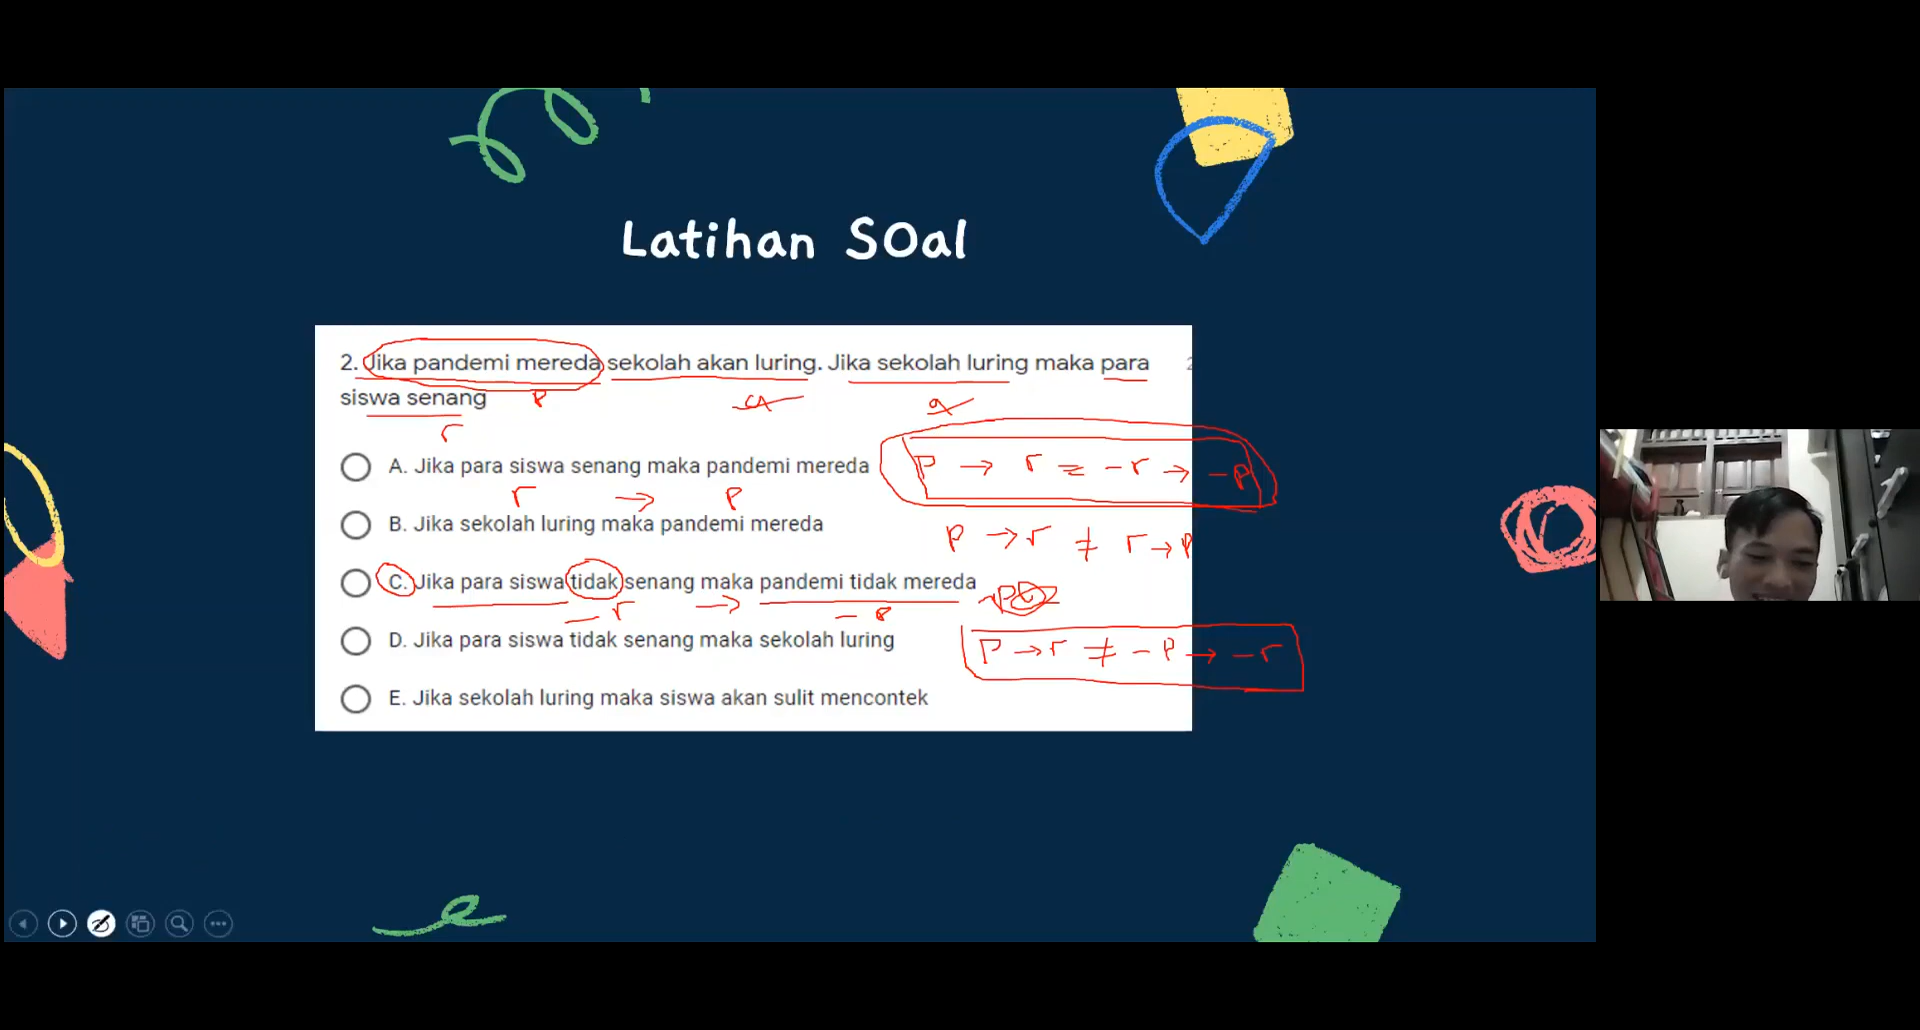 Latihan SOal
2. Jika pandemi mereda sekolah akan luring. Jika sekolah luring maka para
siswa senang
p q q
r
A. Jika para siswa senang maka pandemi mereda
p → r = -r → -p
r → p
B. Jika sekolah luring maka pandemi mereda
p → r ≠ r → p
C. Jika para siswa tidak senang maka pandemi tidak mereda
-r → -p
D. Jika para siswa tidak senang maka sekolah luring
p → r ≠ -p → -r
E. Jika sekolah luring maka siswa akan sulit mencontek